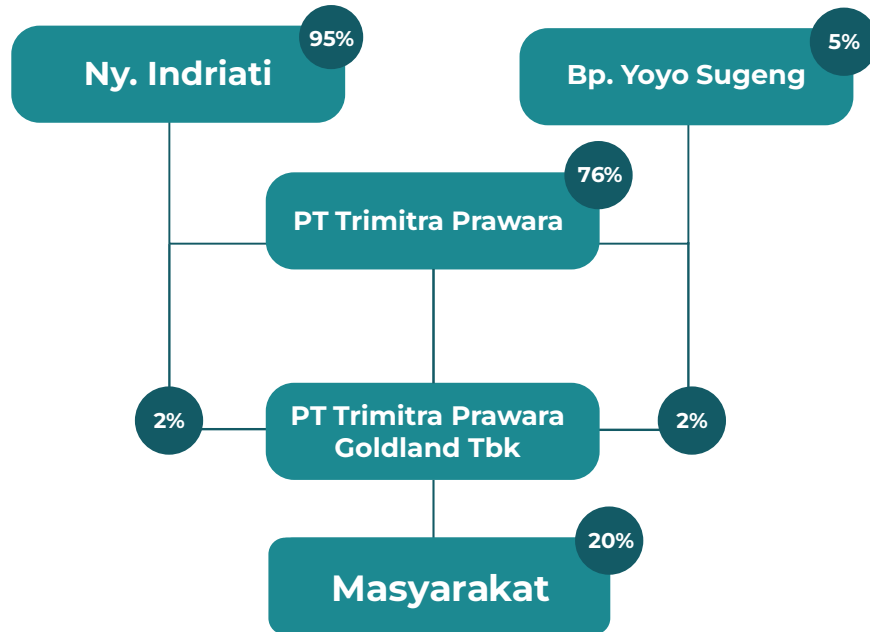 95%
Ny. Indriati
5%
Bp. Yoyo Sugeng
76%
PT Trimitra Prawara
2%
PT Trimitra Prawara
Goldland Tbk
2%
20%
Masyarakat